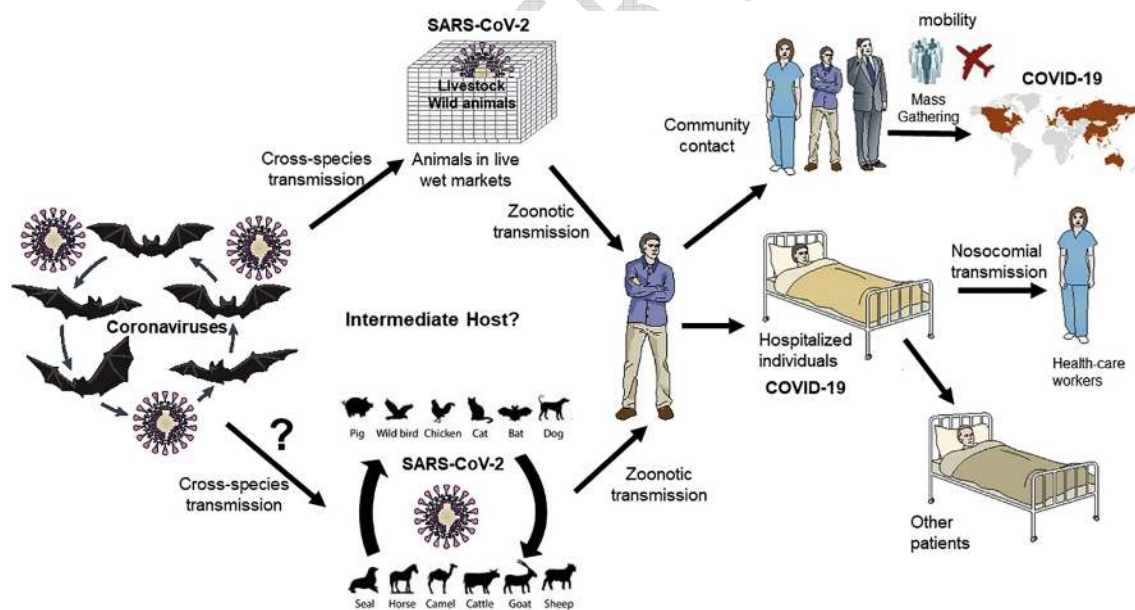 SARS-CoV-2
Livestock
Wild animals
Animals in live
wet markets
Cross-species
transmission
Zoonotic
transmission
Coronaviruses
Intermediate Host?
?
Cross-species
transmission
Pig Wild bird Chicken Cat Bat Dog
SARS-CoV-2
Seal Horse Camel Cattle Goat Sheep
Zoonotic
transmission
Community
contact
mobility
Mass
Gathering
COVID-19
Hospitalized
individuals
COVID-19
Nosocomial
transmission
Health-care
workers
Other
patients